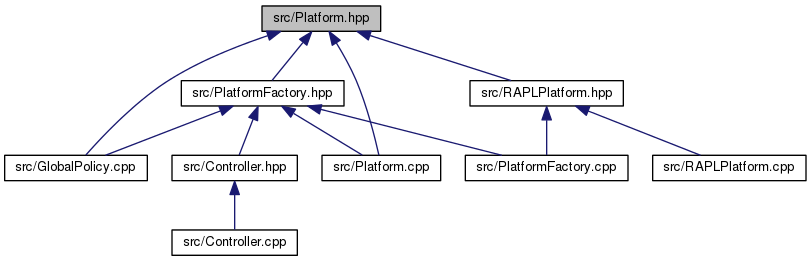 src/Platform.hpp
src/PlatformFactory.hpp
src/RAPLPlatform.hpp
src/GlobalPolicy.cpp
src/Controller.hpp
src/Platform.cpp
src/PlatformFactory.cpp
src/RAPLPlatform.cpp
src/Controller.cpp